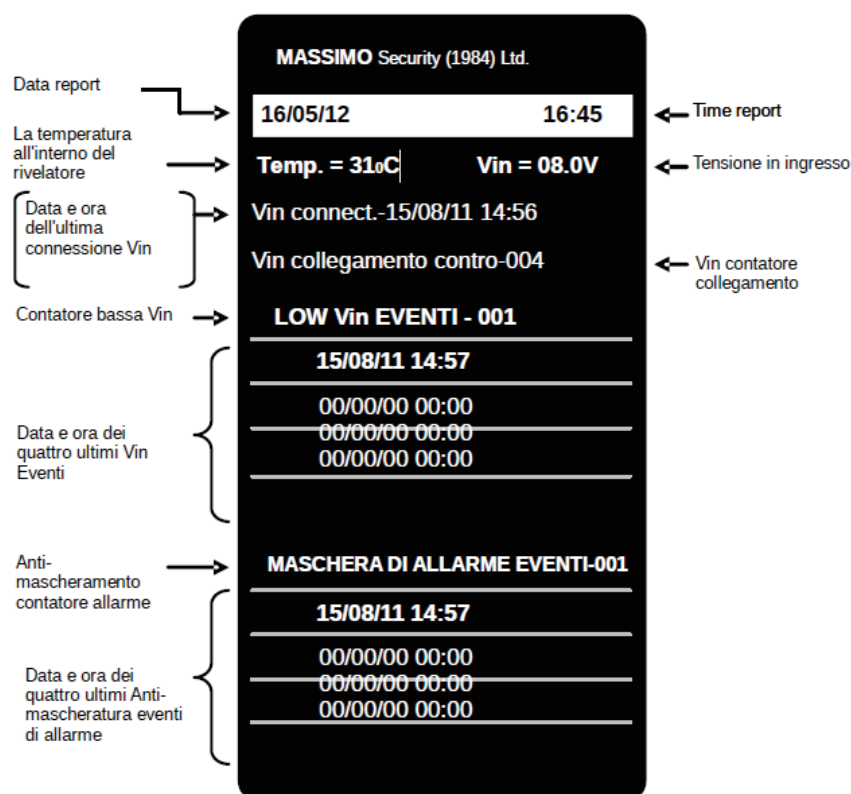 MASSIMO Security (1984) Ltd.
Data report
16/05/12 16:45
Time report
La temperatura
all'interno del
rivelatore
Temp. = 31₀C Vin = 08.0V
Tensione in ingresso
Data e ora
dell'ultima
connessione Vin
Vin connect.-15/08/11 14:56
Vin collegamento contro-004
Vin contatore
collegamento
Contatore bassa Vin
LOW Vin EVENTI - 001
15/08/11 14:57
00/00/00 00:00
00/00/00 00:00
00/00/00 00:00
Data e ora dei
quattro ultimi Vin
Eventi
Anti-
mascheramento
contatore allarme
MASCHERA DI ALLARME EVENTI-001
15/08/11 14:57
00/00/00 00:00
00/00/00 00:00
00/00/00 00:00
Data e ora dei
quattro ultimi Anti-
mascheratura eventi
di allarme